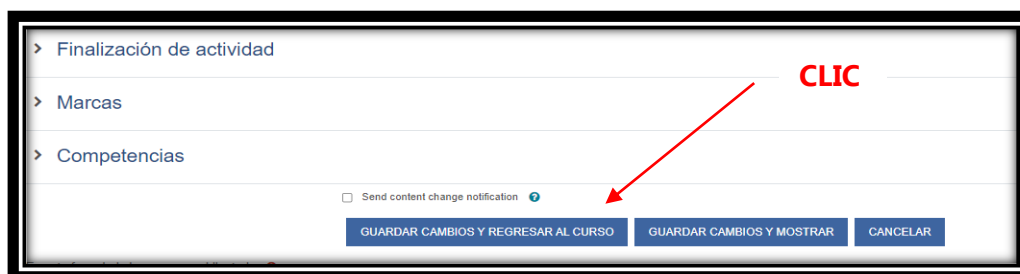 Finalización de actividad
CLIC
Marcas
Competencias
Send content change notification
GUARDAR CAMBIOS Y REGRESAR AL CURSO GUARDAR CAMBIOS Y MOSTRAR CANCELAR